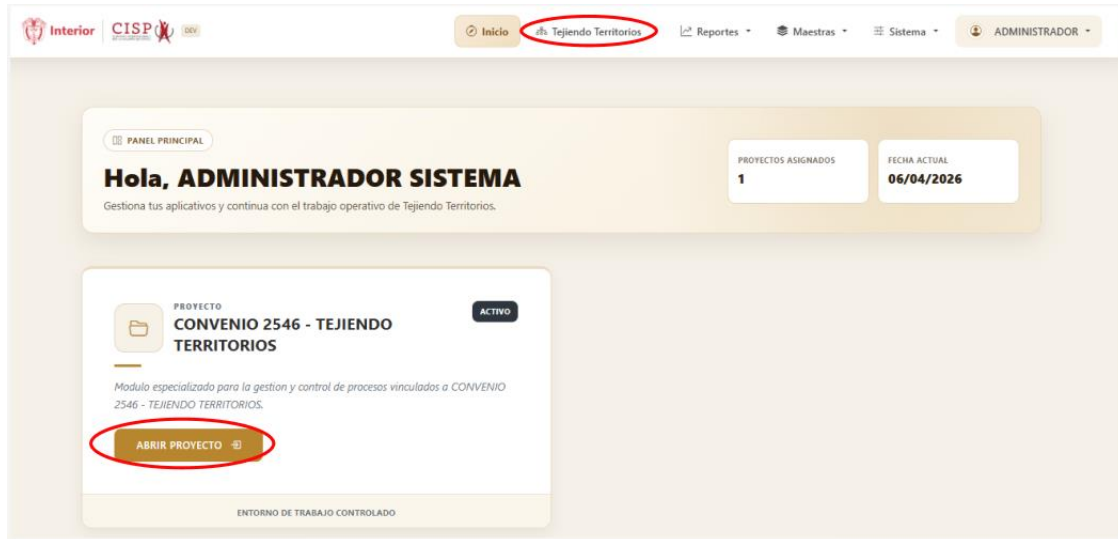 Interior CISP DEV Inicio Tejiendo Territorios Reportes Maestras Sistema ADMINISTRADOR
PANEL PRINCIPAL
Hola, ADMINISTRADOR SISTEMA
Gestiona tus aplicativos y continua con el trabajo operativo de Tejiendo Territorios.
PROYECTOS ASIGNADOS
1
FECHA ACTUAL
06/04/2026
PROYECTO
CONVENIO 2546 - TEJIENDO
TERRITORIOS
ACTIVO
Modulo especializado para la gestion y control de procesos vinculados a CONVENIO
2546 - TEJIENDO TERRITORIOS.
ABRIR PROYECTO
ENTORNO DE TRABAJO CONTROLADO